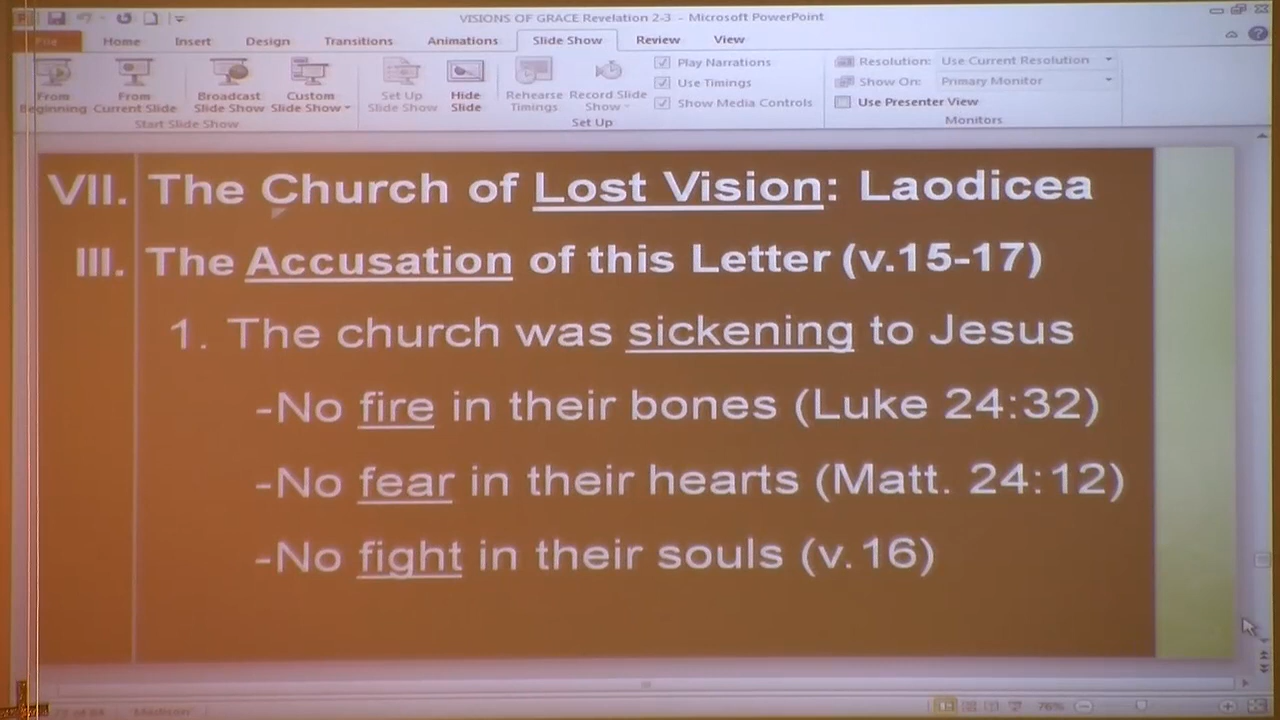 VISIONS OF GRACE Revelation 2-3 - Microsoft PowerPoint
File Home Insert Design Transitions Animations Slide Show Review View
From Beginning
From Current Slide
Broadcast Slide Show
Custom Slide Show
Start Slide Show
Set Up Slide Show
Hide Slide
Rehearse Timings
Record Slide Show
Play Narrations
Use Timings
Show Media Controls
Set Up
Resolution: Use Current Resolution
Show On: Primary Monitor
Use Presenter View
Monitors
VII. The Church of Lost Vision: Laodicea
III. The Accusation of this Letter (v.15-17)
1. The church was sickening to Jesus
-No fire in their bones (Luke 24:32)
-No fear in their hearts (Matt. 24:12)
-No fight in their souls (v.16)
76%